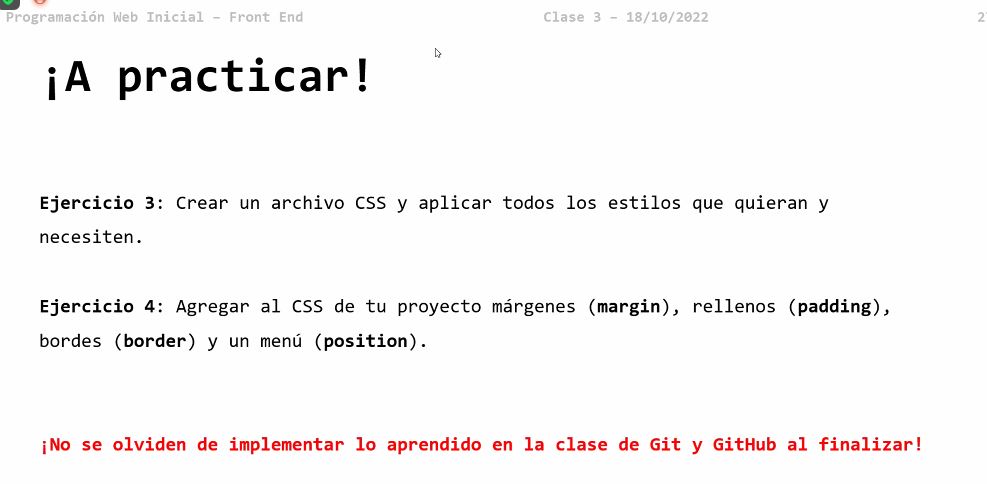 Programación Web Inicial – Front End
Clase 3 – 18/10/2022
¡A practicar!
Ejercicio 3: Crear un archivo CSS y aplicar todos los estilos que quieran y
necesiten.
Ejercicio 4: Agregar al CSS de tu proyecto márgenes (margin), rellenos (padding),
bordes (border) y un menú (position).
¡No se olviden de implementar lo aprendido en la clase de Git y GitHub al finalizar!